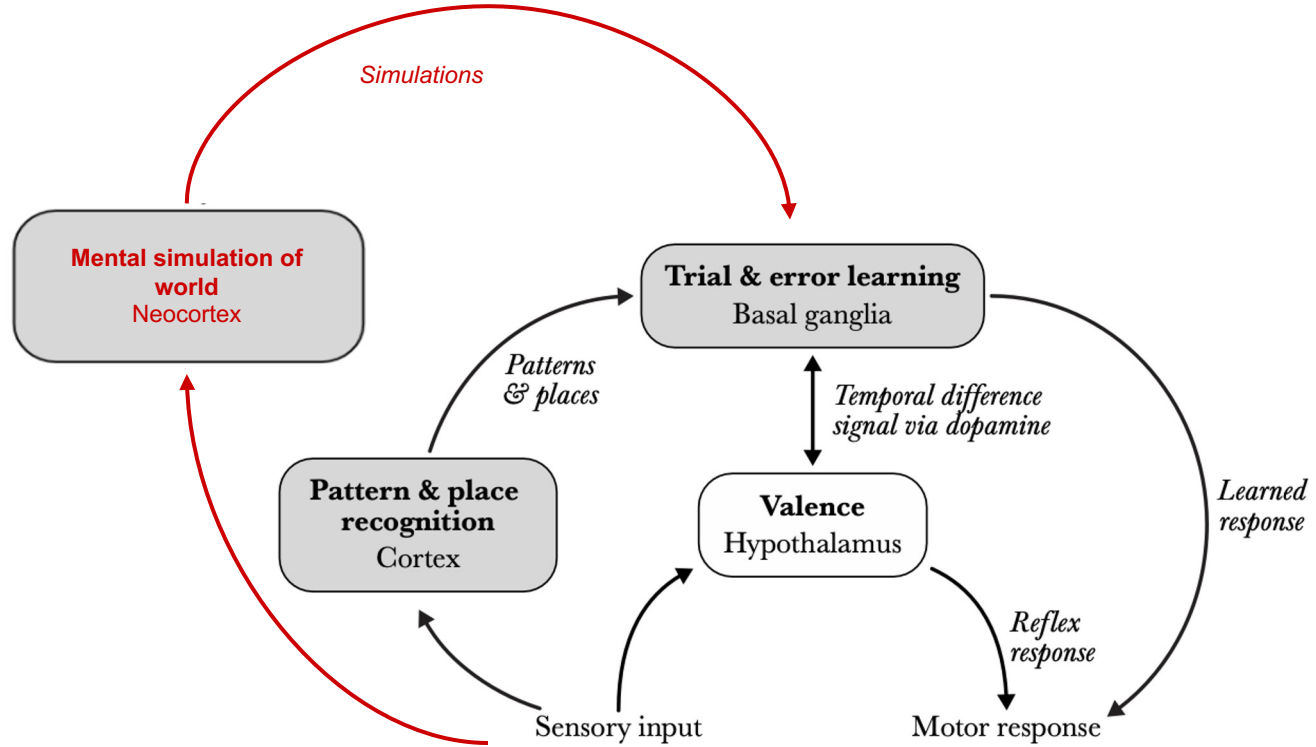 Simulations
Mental simulation of
world
Neocortex
Trial & error learning
Basal ganglia
Patterns
& places
Temporal difference
signal via dopamine
Pattern & place
recognition
Cortex
Valence
Hypothalamus
Learned
response
Reflex
response
Sensory input
Motor response